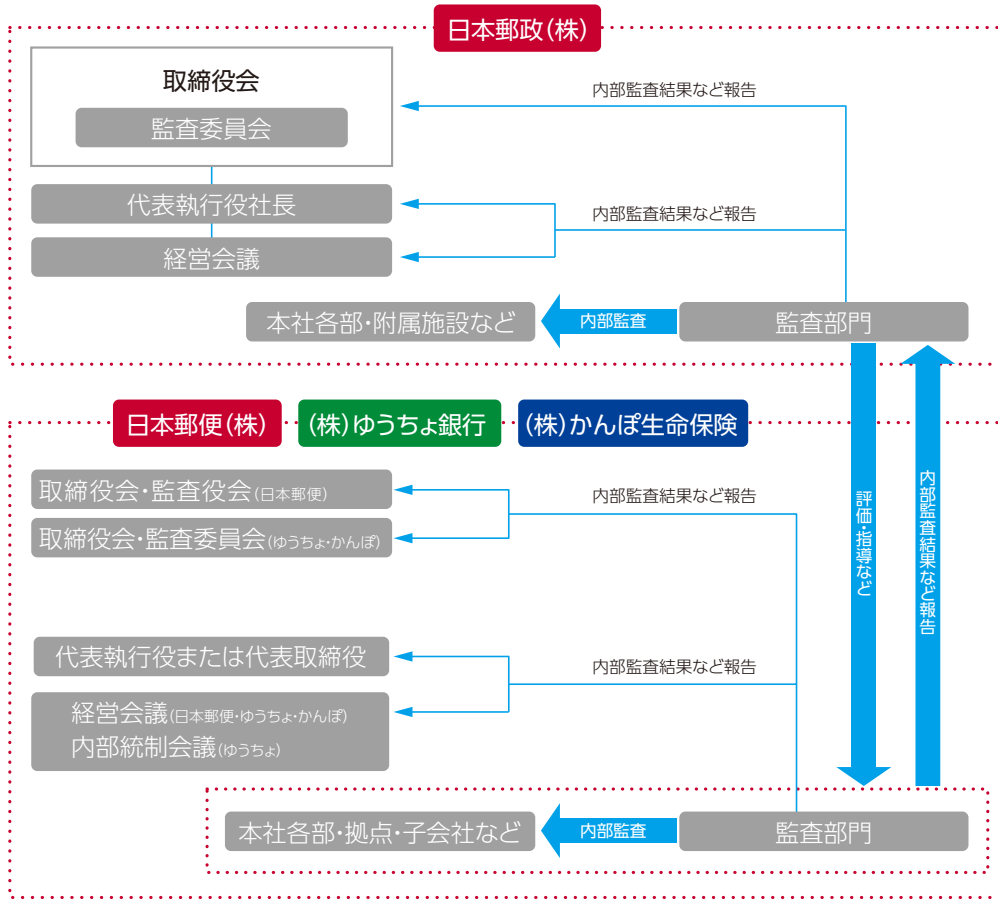 日本郵政(株)
取締役会
監査委員会
内部監査結果など報告
代表執行役社長
内部監査結果など報告
経営会議
本社各部・附属施設など
内部監査
監査部門
日本郵便(株)
(株)ゆうちょ銀行
(株)かんぽ生命保険
取締役会・監査役会(日本郵便)
内部監査結果など報告
取締役会・監査委員会(ゆうちょ・かんぽ)
評価・指導など
内部監査結果など報告
代表執行役または代表取締役
内部監査結果など報告
経営会議(日本郵便・ゆうちょ・かんぽ)
内部統制会議(ゆうちょ)
本社各部・拠点・子会社など
内部監査
監査部門